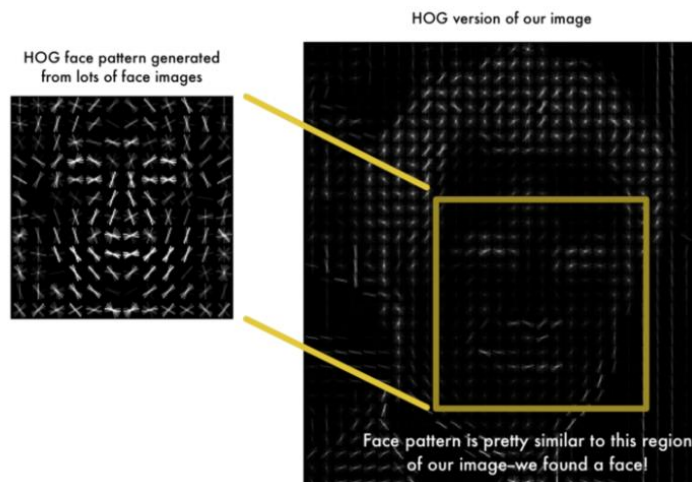 HOG version of our image
HOG face pattern generated
from lots of face images
Face pattern is pretty similar to this region
of our image–we found a face!